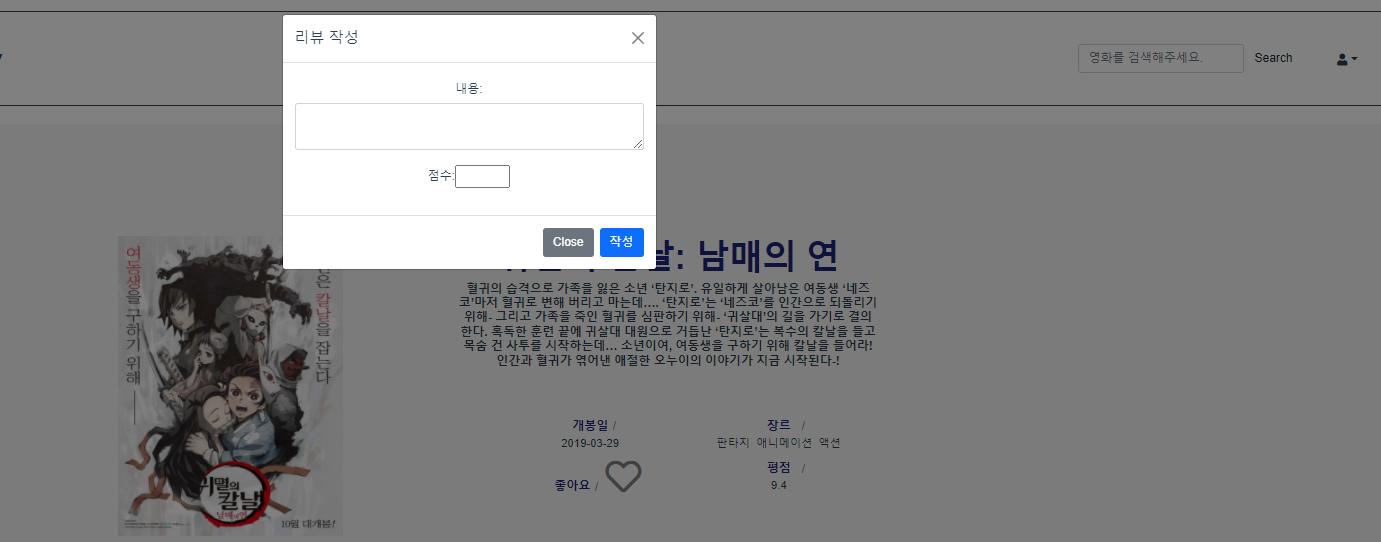 리뷰 작성
영화를 검색해주세요.
Search
내용:
점수:
Close
작성
날: 남매의 연
혈귀의 습격으로 가족을 잃은 소년 ‘탄지로’. 유일하게 살아남은 여동생 ‘네즈
코’마저 혈귀로 변해 버리고 마는데…. ‘탄지로’는 ‘네즈코’를 인간으로 되돌리기
위해- 그리고 가족을 죽인 혈귀를 심판하기 위해- ‘귀살대’의 길을 가기로 결의
한다. 혹독한 훈련 끝에 귀살대 대원으로 거듭난 ‘탄지로’는 복수의 칼날을 들고
목숨 건 사투를 시작하는데… 소년이여, 여동생을 구하기 위해 칼날을 들어라!
인간과 혈귀가 엮어낸 애절한 오누이의 이야기가 지금 시작된다-!
개봉일 /
2019-03-29
장르 /
판타지 애니메이션 액션
좋아요 /
평점 /
9.4
여동생을 구하기 위해
은 칼날을 잡는다
귀멸의
칼날
남매의 연
10월 대개봉!